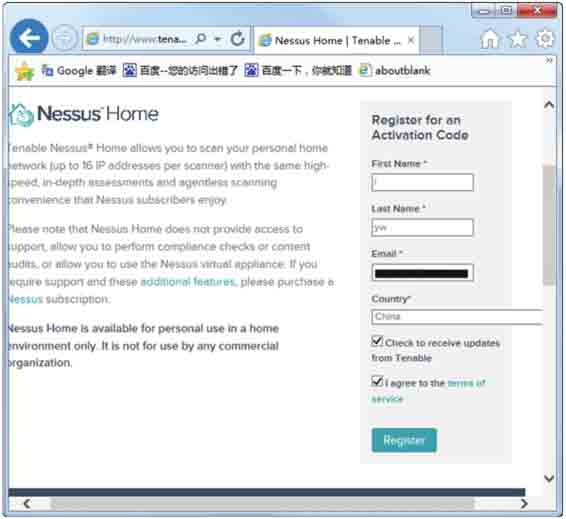 http://www.tena...
Nessus Home | Tenable ...
Google 翻译
百度--您的访问出错了
百度一下，你就知道
aboutblank
Nessus Home
Tenable Nessus® Home allows you to scan your personal home
network (up to 16 IP addresses per scanner) with the same high-
speed, in-depth assessments and agentless scanning
convenience that Nessus subscribers enjoy.
Please note that Nessus Home does not provide access to
support, allow you to perform compliance checks or content
audits, or allow you to use the Nessus virtual appliance. If you
require support and these additional features, please purchase a
Nessus subscription.
Nessus Home is available for personal use in a home
environment only. It is not for use by any commercial
organization.
Register for an
Activation Code
First Name *
Last Name *
yw
Email *
Country*
China
Check to receive updates
from Tenable
I agree to the terms of
service
Register